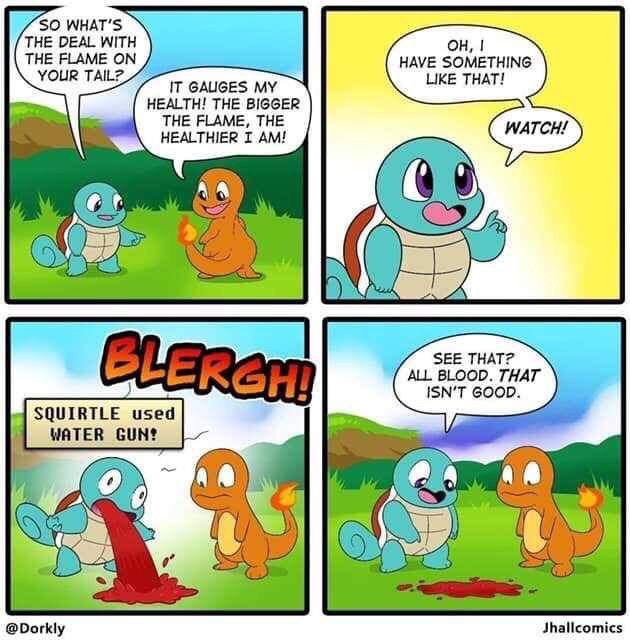 SO WHAT'S
THE DEAL WITH
THE FLAME ON
YOUR TAIL?
IT GAUGES MY
HEALTH! THE BIGGER
THE FLAME, THE
HEALTHIER I AM!
OH, I
HAVE SOMETHING
LIKE THAT!
WATCH!
BLERGH!
SQUIRTLE used
WATER GUN!
SEE THAT?
ALL BLOOD. THAT
ISN'T GOOD.
@Dorkly
Jhallcomics